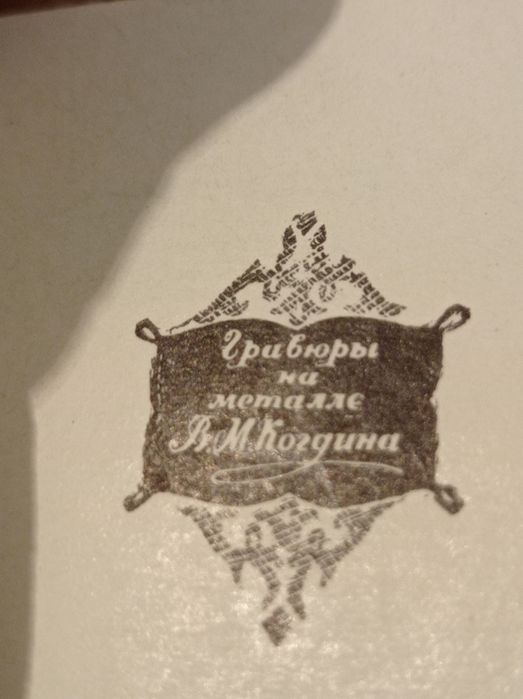 Гравюры
на
металле
В.М. Когдина